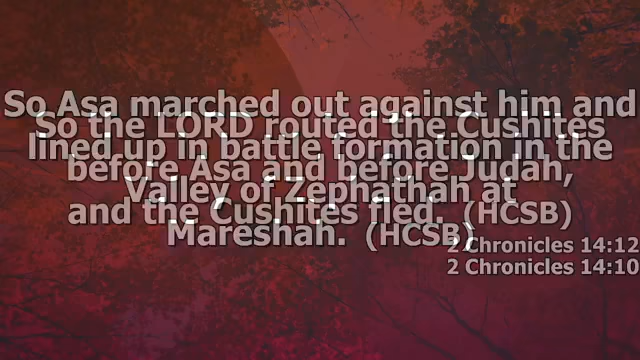 So Asa marched out against him and
So the LORD routed the Cushites
lined up in battle formation in the
before Asa and before Judah,
Valley of Zephathah at
and the Cushites fled. (HCSB)
Mareshah. (HCSB)
2 Chronicles 14:12
2 Chronicles 14:10